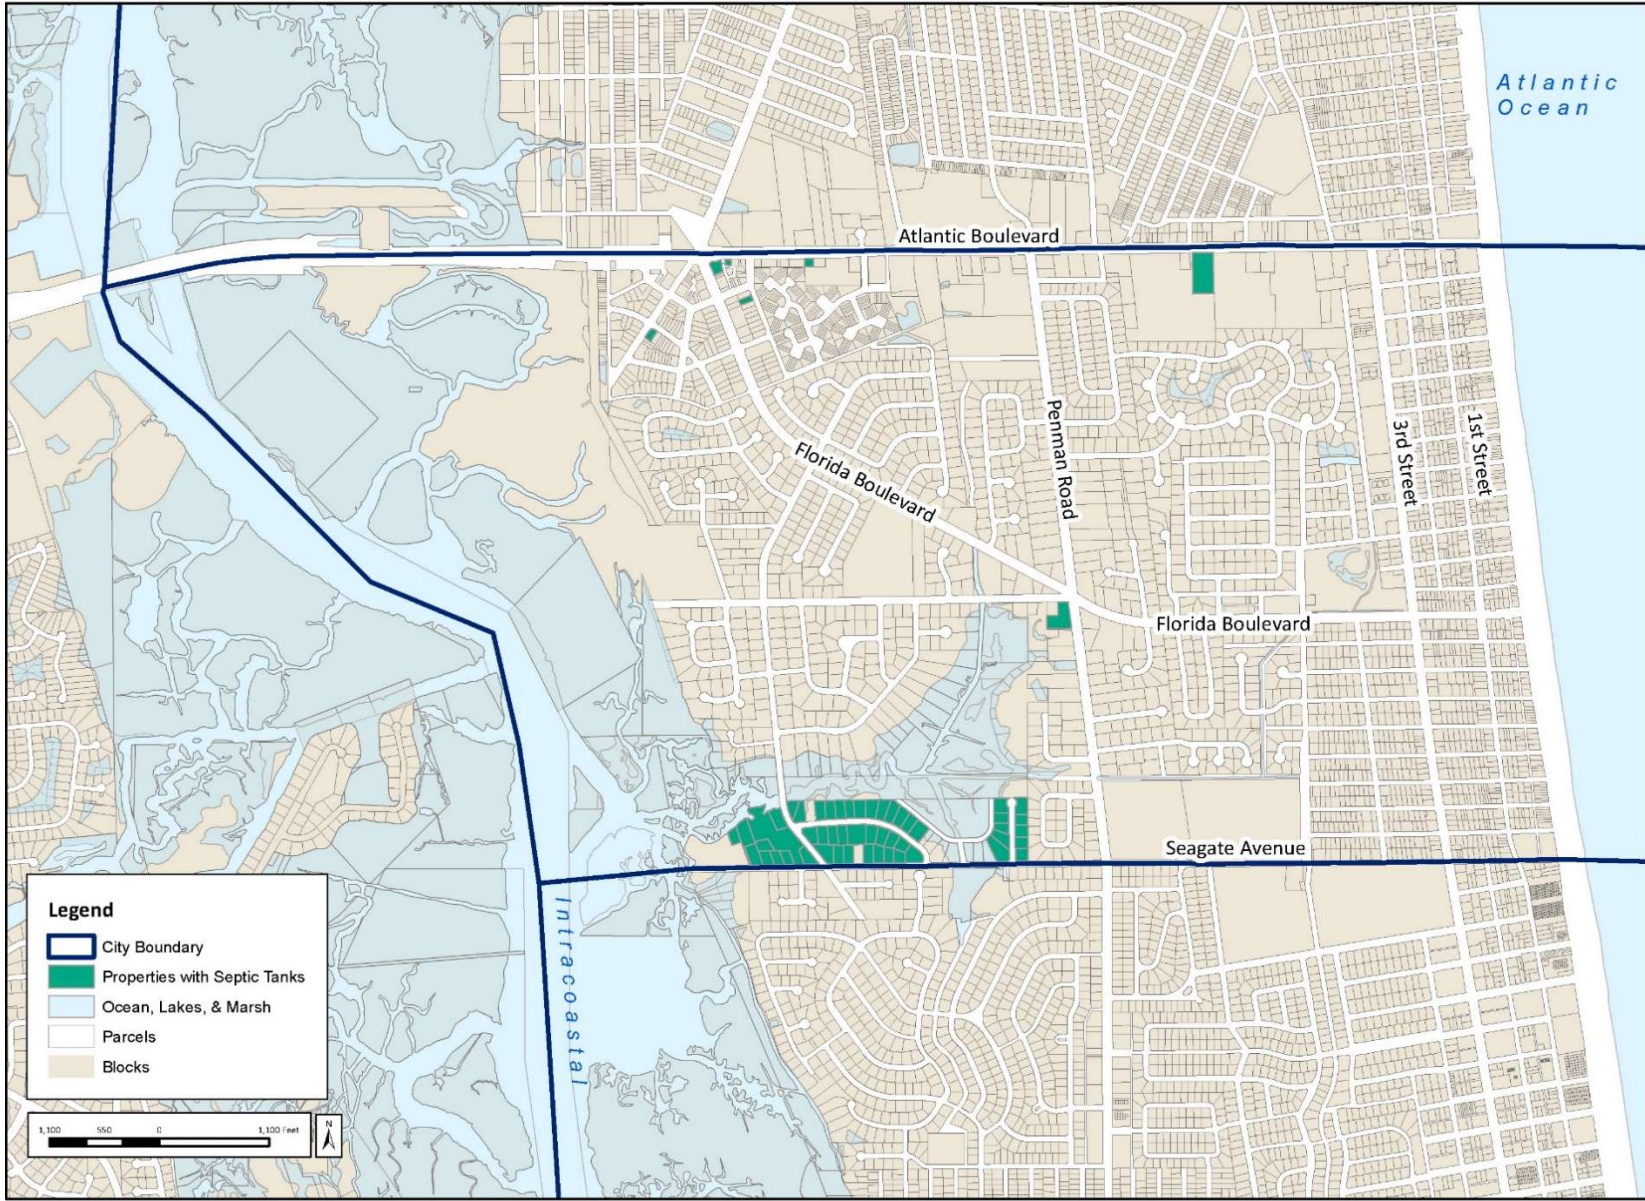 Atlantic
Ocean
Atlantic Boulevard
Penman Road
3rd Street
1st Street
Florida Boulevard
Florida Boulevard
Seagate Avenue
Intracoastal
Legend
City Boundary
Properties with Septic Tanks
Ocean, Lakes, & Marsh
Parcels
Blocks
1,100 550 0 1,100 Feet
N